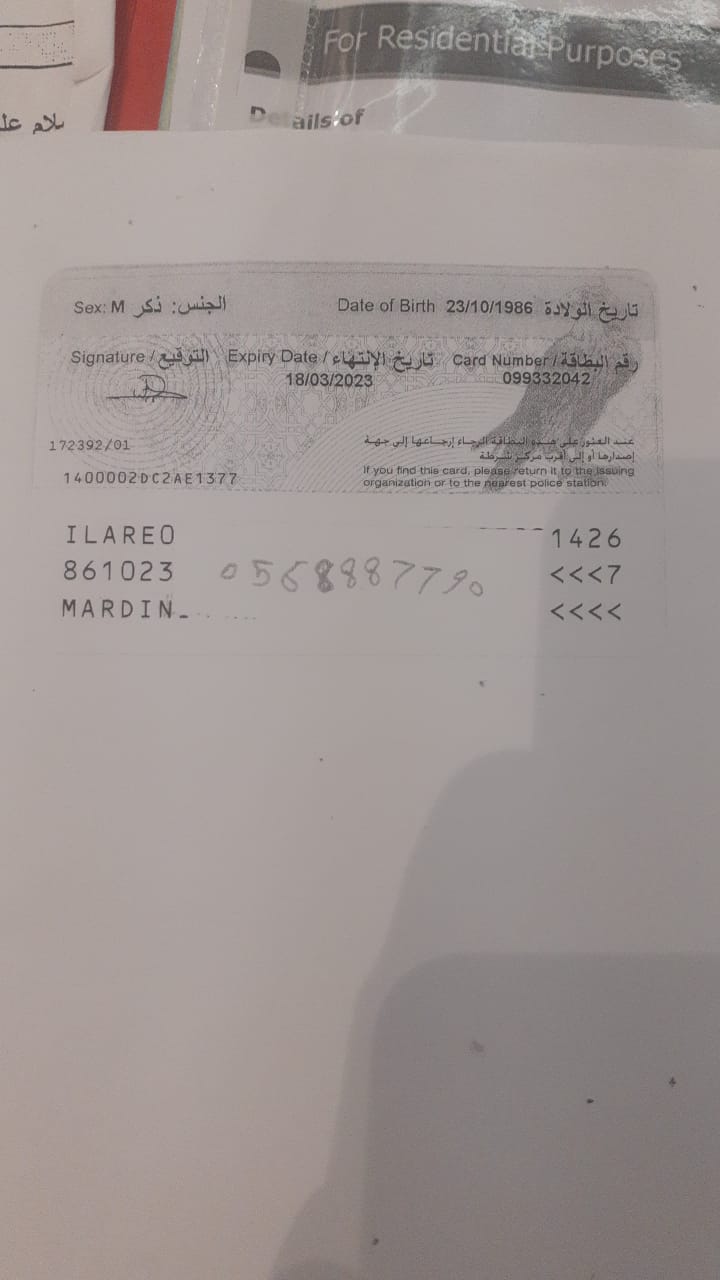 For Residential Purposes
Details of
Sex: M الجنس: ذكر Date of Birth 23/10/1986 تاريخ الولادة
Signature / التوقيع Expiry Date / تاريخ الإنتهاء Card Number / رقم البطاقة
18/03/2023 099332042
172392/01 عند العثور على هذه البطاقة الرجاء إرجاعها إلى جهة
إصدارها أو إلى أقرب مركز شرطة
1400002DC2AE1377 If you find this card, please return it to the issuing
organization or to the nearest police station.
ILAREO 1426
861023 0568887790 <<<7
MARDIN <<<<